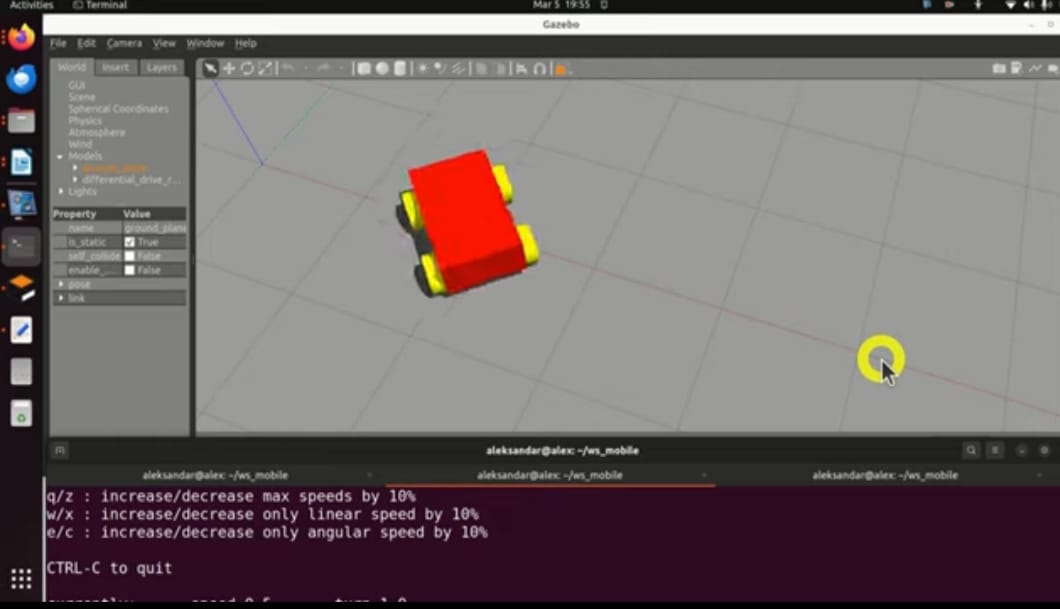 Activities
Terminal
Mar 5 19:55
Gazebo
File Edit Camera View Window Help
World Insert Layers
GUI
Scene
Spherical Coordinates
Physics
Atmosphere
Wind
Models
differential_drive_r...
Lights
Property Value
name ground_plane
is_static True
self_collide False
enable_... False
pose
link
aleksandar@alex: ~/ws_mobile
aleksandar@alex: ~/ws_mobile
aleksandar@alex: ~/ws_mobile
aleksandar@alex: ~/ws_mobile
q/z : increase/decrease max speeds by 10%
w/x : increase/decrease only linear speed by 10%
e/c : increase/decrease only angular speed by 10%
CTRL-C to quit